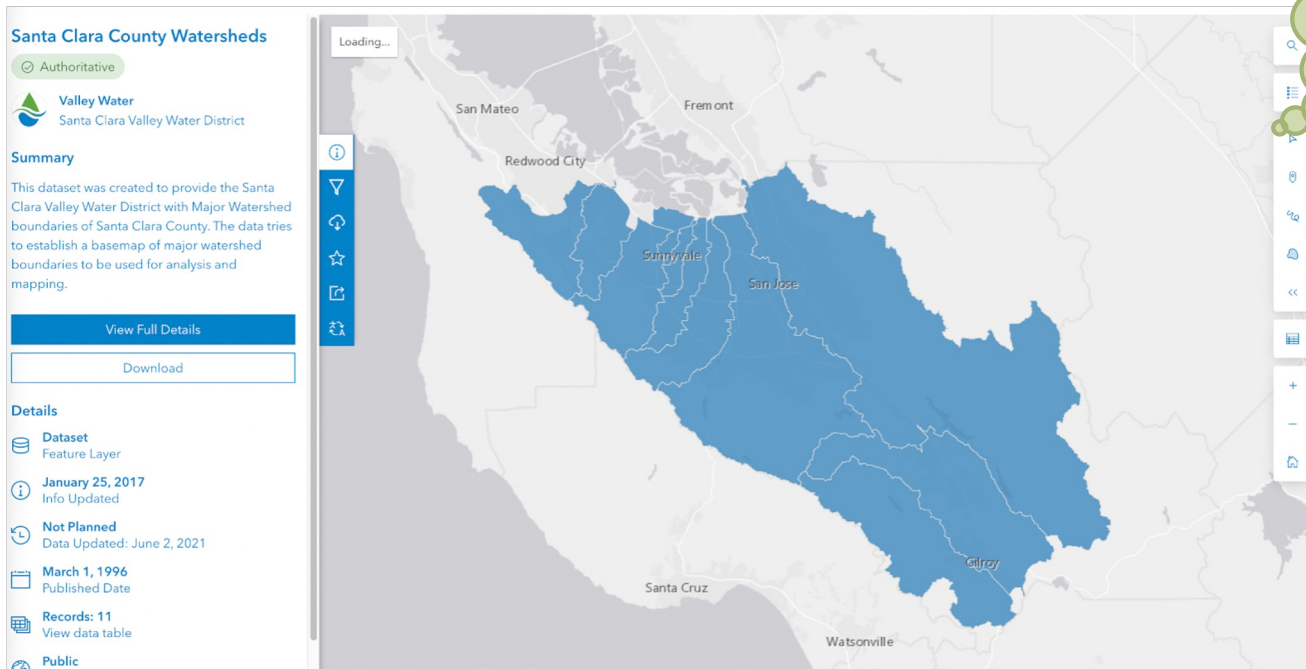 Santa Clara County Watersheds
Authoritative
Valley Water
Santa Clara Valley Water District
Summary
This dataset was created to provide the Santa
Clara Valley Water District with Major Watershed
boundaries of Santa Clara County. The data tries
to establish a basemap of major watershed
boundaries to be used for analysis and
mapping.
View Full Details
Download
Details
Dataset
Feature Layer
January 25, 2017
Info Updated
Not Planned
Data Updated: June 2, 2021
March 1, 1996
Published Date
Records: 11
View data table
Public
Loading...
San Mateo
Fremont
Redwood City
Sunnyvale
San Jose
Gilroy
Santa Cruz
Watsonville